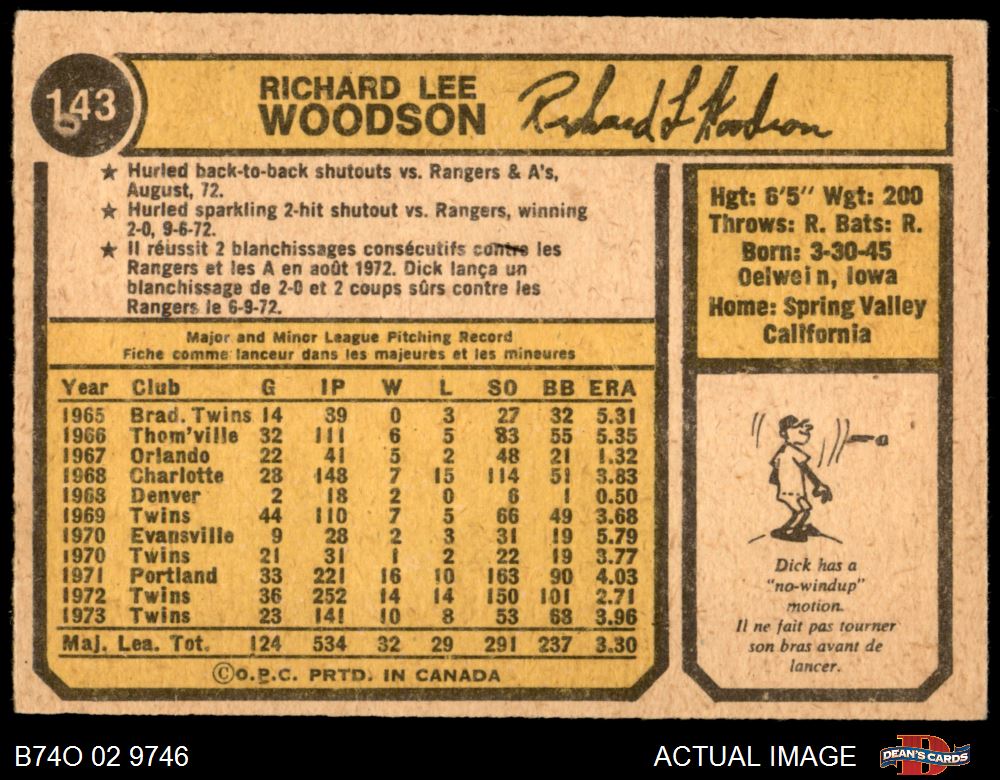 143
RICHARD LEE
WOODSON
Richard L Woodson
★ Hurled back-to-back shutouts vs. Rangers & A's,
August, 72.
★ Hurled sparkling 2-hit shutout vs. Rangers, winning
2-0, 9-6-72.
★ Il réussit 2 blanchissages consécutifs contre les
Rangers et les A en août 1972. Dick lança un
blanchissage de 2-0 et 2 coups sûrs contre les
Rangers le 6-9-72.
Hgt: 6'5" Wgt: 200
Throws: R. Bats: R.
Born: 3-30-45
Oelwein, Iowa
Home: Spring Valley
California
Major and Minor League Pitching Record
Fiche comme lanceur dans les majeures et les mineures
Year Club G IP W L SO BB ERA
1965 Brad. Twins 14 39 0 3 27 32 5.31
1966 Thom'ville 32 111 6 5 83 55 5.35
1967 Orlando 22 41 5 2 48 21 1.32
1968 Charlotte 28 148 7 15 114 51 3.83
1968 Denver 2 18 2 0 6 1 0.50
1969 Twins 44 110 7 5 66 49 3.68
1970 Evansville 9 28 2 3 31 19 5.79
1970 Twins 21 31 1 2 22 19 3.77
1971 Portland 33 221 16 10 163 90 4.03
1972 Twins 36 252 14 14 150 101 2.71
1973 Twins 23 141 10 8 53 68 3.96
Maj. Lea. Tot. 124 534 32 29 291 237 3.30
©O.P.C. PRTD. IN CANADA
Dick has a
"no-windup"
motion.
Il ne fait pas tourner
son bras avant de
lancer.
B74O 02 9746
ACTUAL IMAGE
DEAN'S CARDS